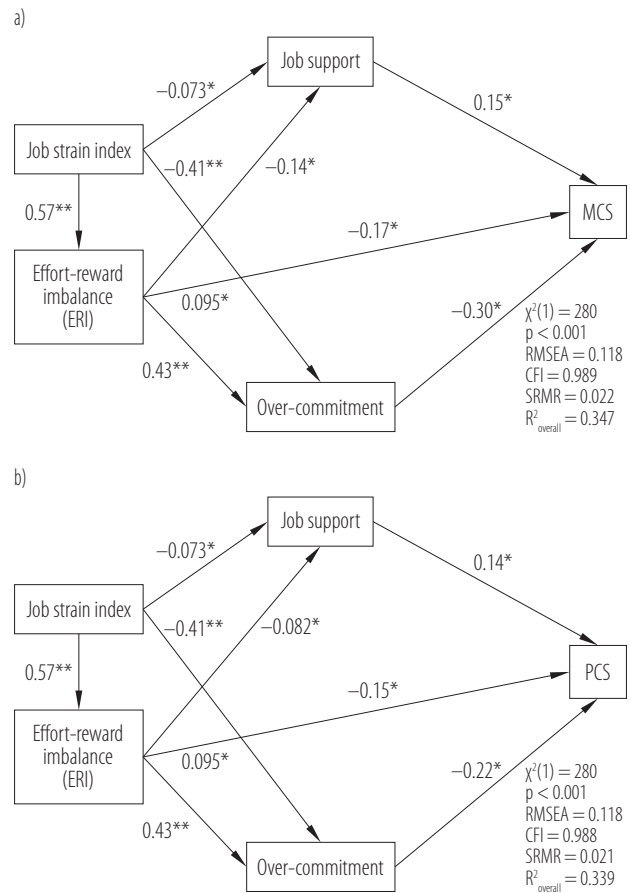 a)
Job support
−0.073*
0.15*
Job strain index
−0.41**
−0.14*
0.57**
MCS
−0.17*
Effort-reward
imbalance
(ERI)
0.095*
−0.30*
χ²(1) = 280
p < 0.001
RMSEA = 0.118
CFI = 0.989
SRMR = 0.022
R²overall = 0.347
0.43**
Over-commitment
b)
Job support
−0.073*
0.14*
Job strain index
−0.41**
−0.082*
0.57**
PCS
−0.15*
Effort-reward
imbalance
(ERI)
0.095*
−0.22*
χ²(1) = 280
p < 0.001
RMSEA = 0.118
CFI = 0.988
SRMR = 0.021
R²overall = 0.339
0.43**
Over-commitment